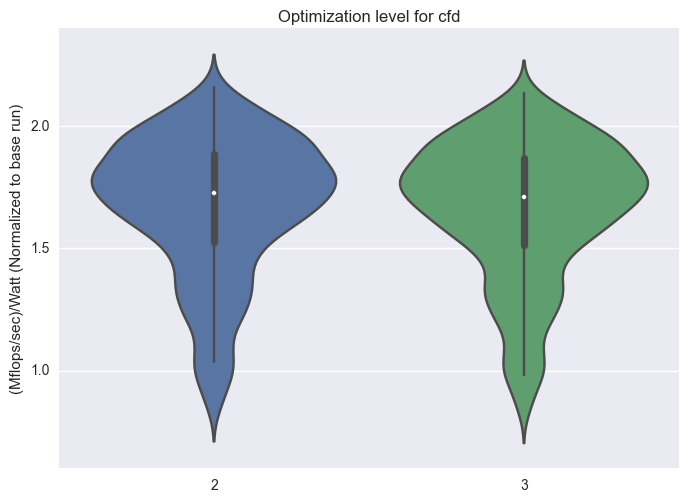 Optimization level for cfd
(Mflops/sec)/Watt (Normalized to base run)
2.0
1.5
1.0
2 3